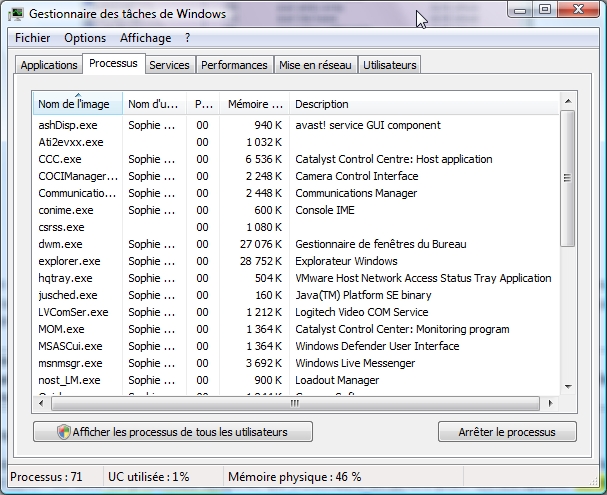 Gestionnaire des tâches de Windows
Fichier Options Affichage ?
Applications Processus Services Performances Mise en réseau Utilisateurs
Nom de l'image Nom d'u... P... Mémoire ... Description
ashDisp.exe Sophie ... 00 940 K avast! service GUI component
Ati2evxx.exe 00 1 032 K
CCC.exe Sophie ... 00 6 536 K Catalyst Control Centre: Host application
COCIManager... Sophie ... 00 2 248 K Camera Control Interface
Communicatio... Sophie ... 00 2 448 K Communications Manager
conime.exe Sophie ... 00 600 K Console IME
csrss.exe 00 1 080 K
dwm.exe Sophie ... 00 27 076 K Gestionnaire de fenêtres du Bureau
explorer.exe Sophie ... 00 28 752 K Explorateur Windows
hqtray.exe Sophie ... 00 504 K VMware Host Network Access Status Tray Application
jusched.exe Sophie ... 00 160 K Java(TM) Platform SE binary
LVComSer.exe Sophie ... 00 1 212 K Logitech Video COM Service
MOM.exe Sophie ... 00 1 364 K Catalyst Control Center: Monitoring program
MSASCui.exe Sophie ... 00 1 364 K Windows Defender User Interface
msnmsgr.exe Sophie ... 00 3 692 K Windows Live Messenger
nost_LM.exe Sophie ... 00 900 K Loadout Manager
Afficher les processus de tous les utilisateurs Arrêter le processus
Processus : 71 UC utilisée : 1% Mémoire physique : 46 %